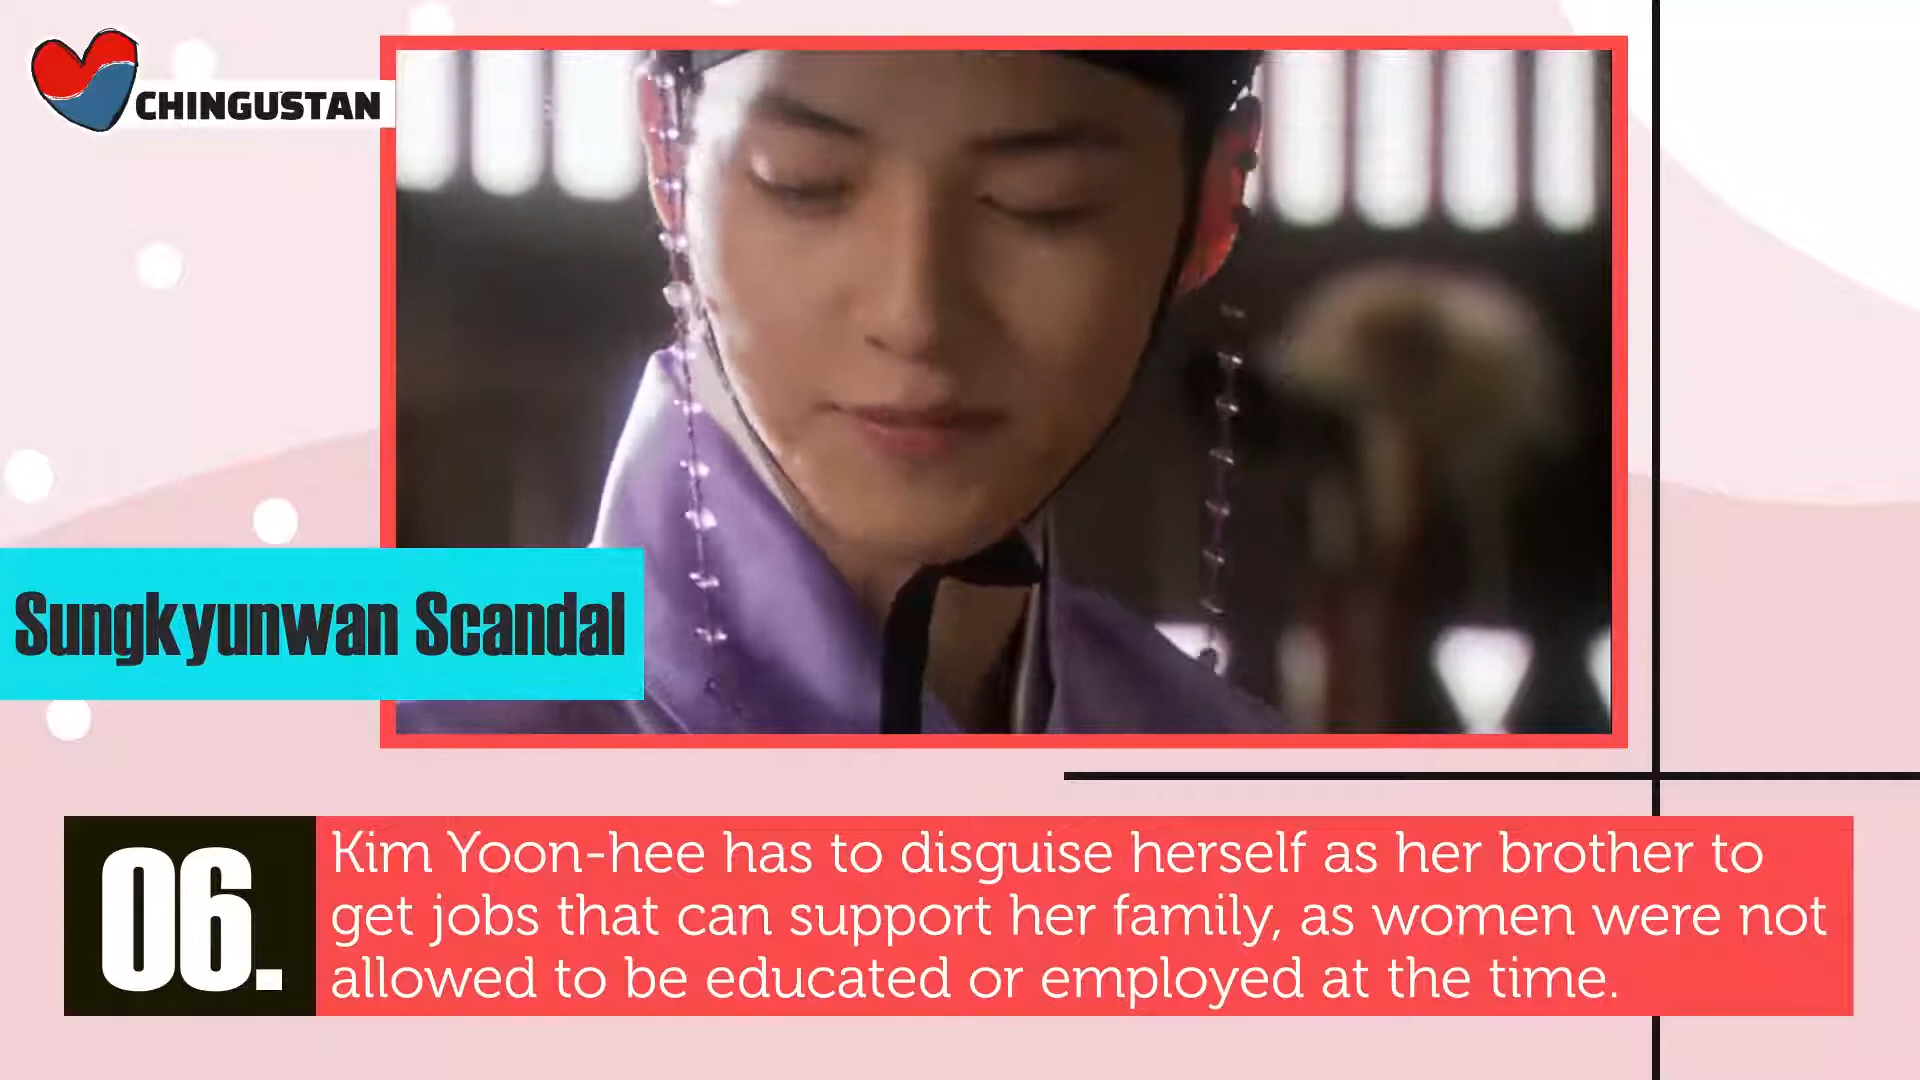 CHINGUSTAN
Sungkyunwan Scandal
06.
Kim Yoon-hee has to disguise herself as her brother to
get jobs that can support her family, as women were not
allowed to be educated or employed at the time.